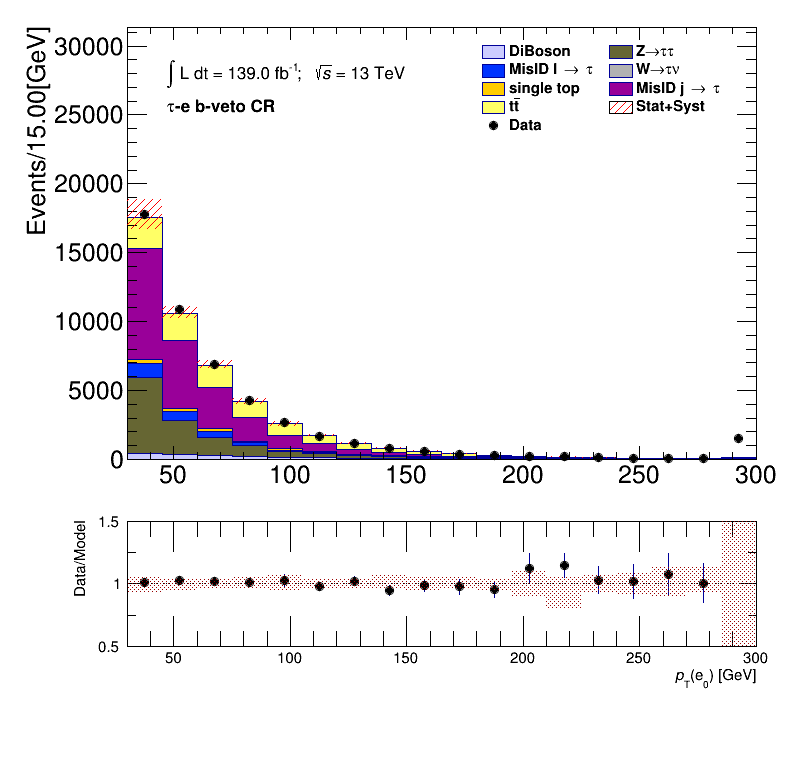 Events/15.00[GeV]
30000
25000
20000
15000
10000
5000
0
∫ L dt = 139.0 fb⁻¹; √s = 13 TeV
τ-e b-veto CR
DiBoson
MisID l → τ
single top
tt̄
Data
Z→ττ
W→τν
MisID j → τ
Stat+Syst
50 100 150 200 250 300
Data/Model
1.5
1
0.5
50 100 150 200 250 300
p_T(e_0) [GeV]